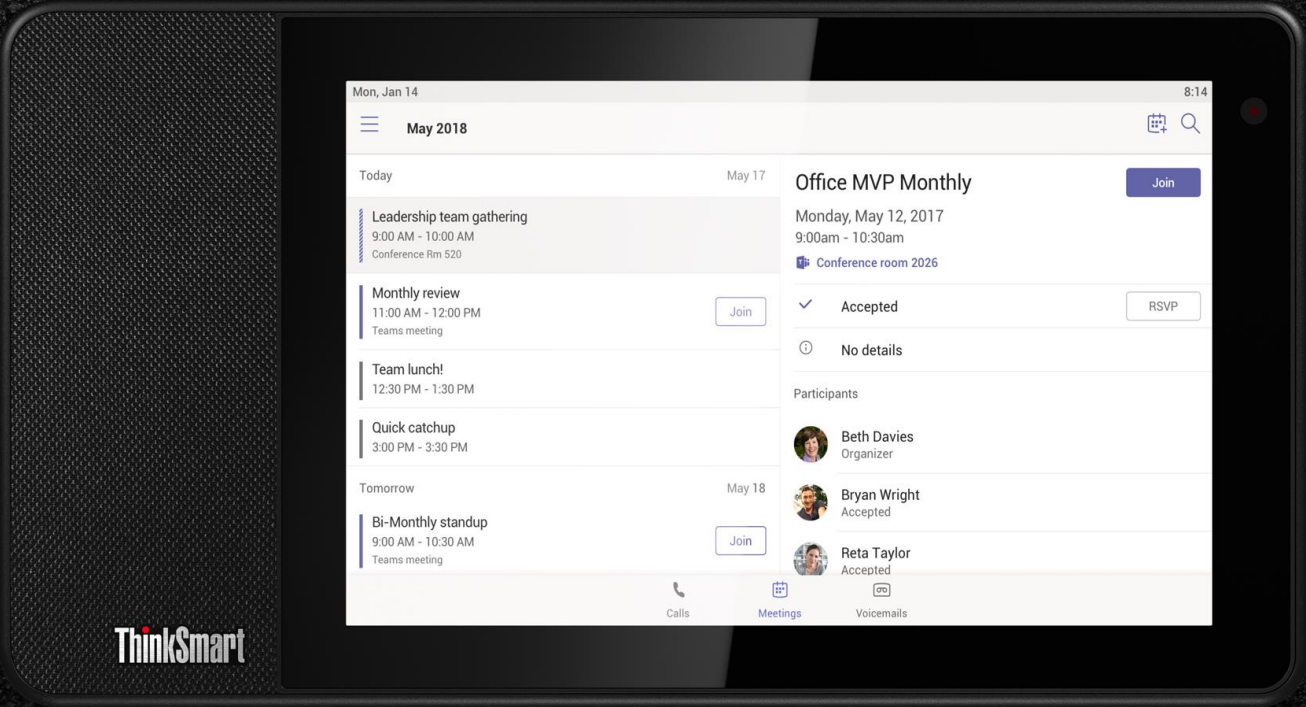 Mon, Jan 14
8:14
May 2018
Today
May 17
Leadership team gathering
9:00 AM - 10:00 AM
Conference Rm 520
Monthly review
11:00 AM - 12:00 PM
Teams meeting
Join
Team lunch!
12:30 PM - 1:30 PM
Quick catchup
3:00 PM - 3:30 PM
Tomorrow
May 18
Bi-Monthly standup
9:00 AM - 10:30 AM
Teams meeting
Join
Office MVP Monthly
Join
Monday, May 12, 2017
9:00am - 10:30am
Conference room 2026
Accepted
RSVP
No details
Participants
Beth Davies
Organizer
Bryan Wright
Accepted
Reta Taylor
Accepted
Calls
Meetings
Voicemails
ThinkSmart